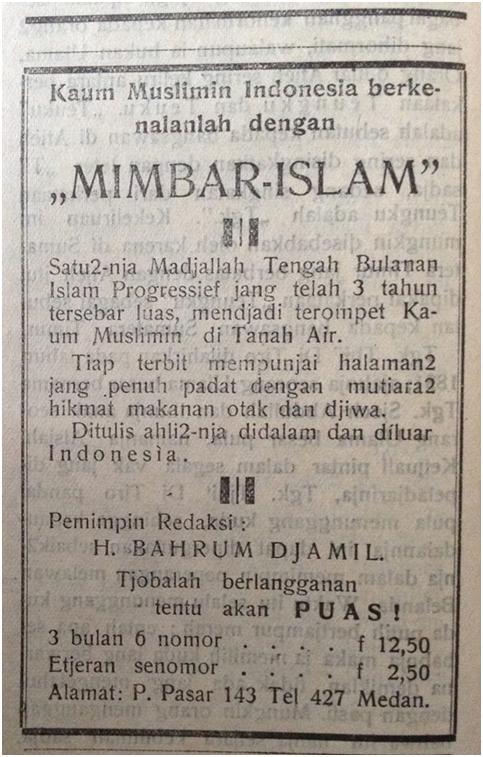 Kaum Muslimin Indonesia berke-
nalanlah dengan
„MIMBAR-ISLAM”
Satu2-nja Madjallah Tengah Bulanan
Islam Progressief jang telah 3 tahun
tersebar luas, mendjadi terompet Ka-
um Muslimin di Tanah Air.
Tiap terbit mempunjai halaman2
jang penuh padat dengan mutiara2
hikmat makanan otak dan djiwa.
Ditulis ahli2-nja didalam dan diluar
Indonesia.
Pemimpin Redaksi :
H. BAHRUM DJAMIL.
Tjobalah berlangganan
tentu akan PUAS!
3 bulan 6 nomor . . . . f 12,50
Etjeran senomor . . . . f 2,50
Alamat: P. Pasar 143 Tel 427 Medan.